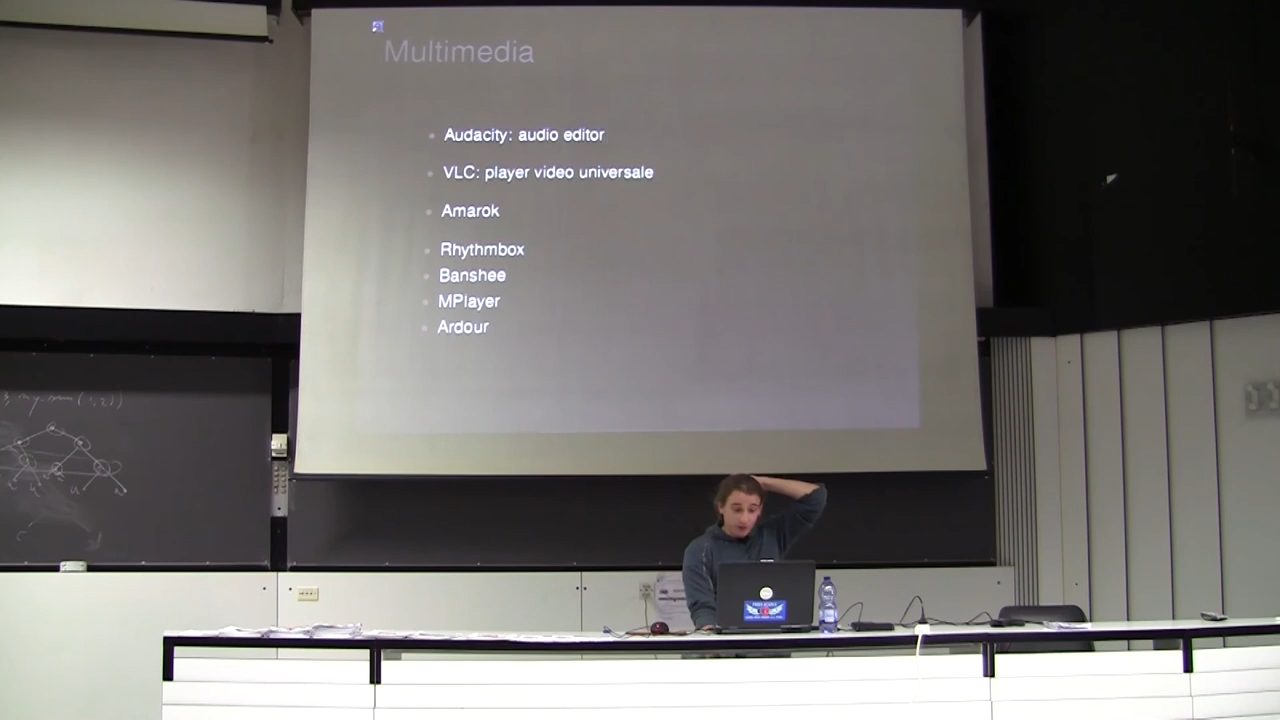 Multimedia
Audacity: audio editor
VLC: player video universale
Amarok
Rhythmbox
Banshee
MPlayer
Ardour